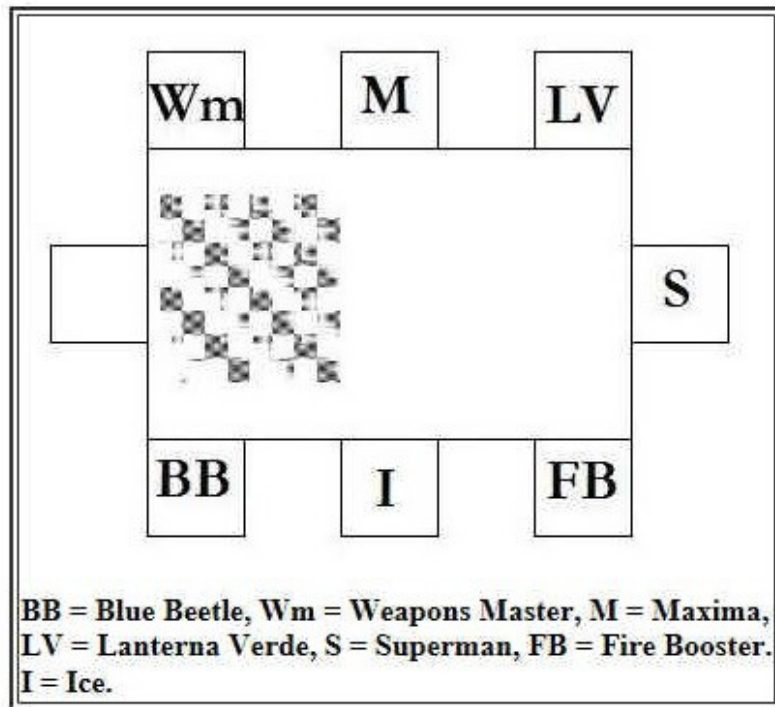 Wm M LV
S
BB I FB
BB = Blue Beetle, Wm = Weapons Master, M = Maxima,
LV = Lanterna Verde, S = Superman, FB = Fire Booster.
I = Ice.